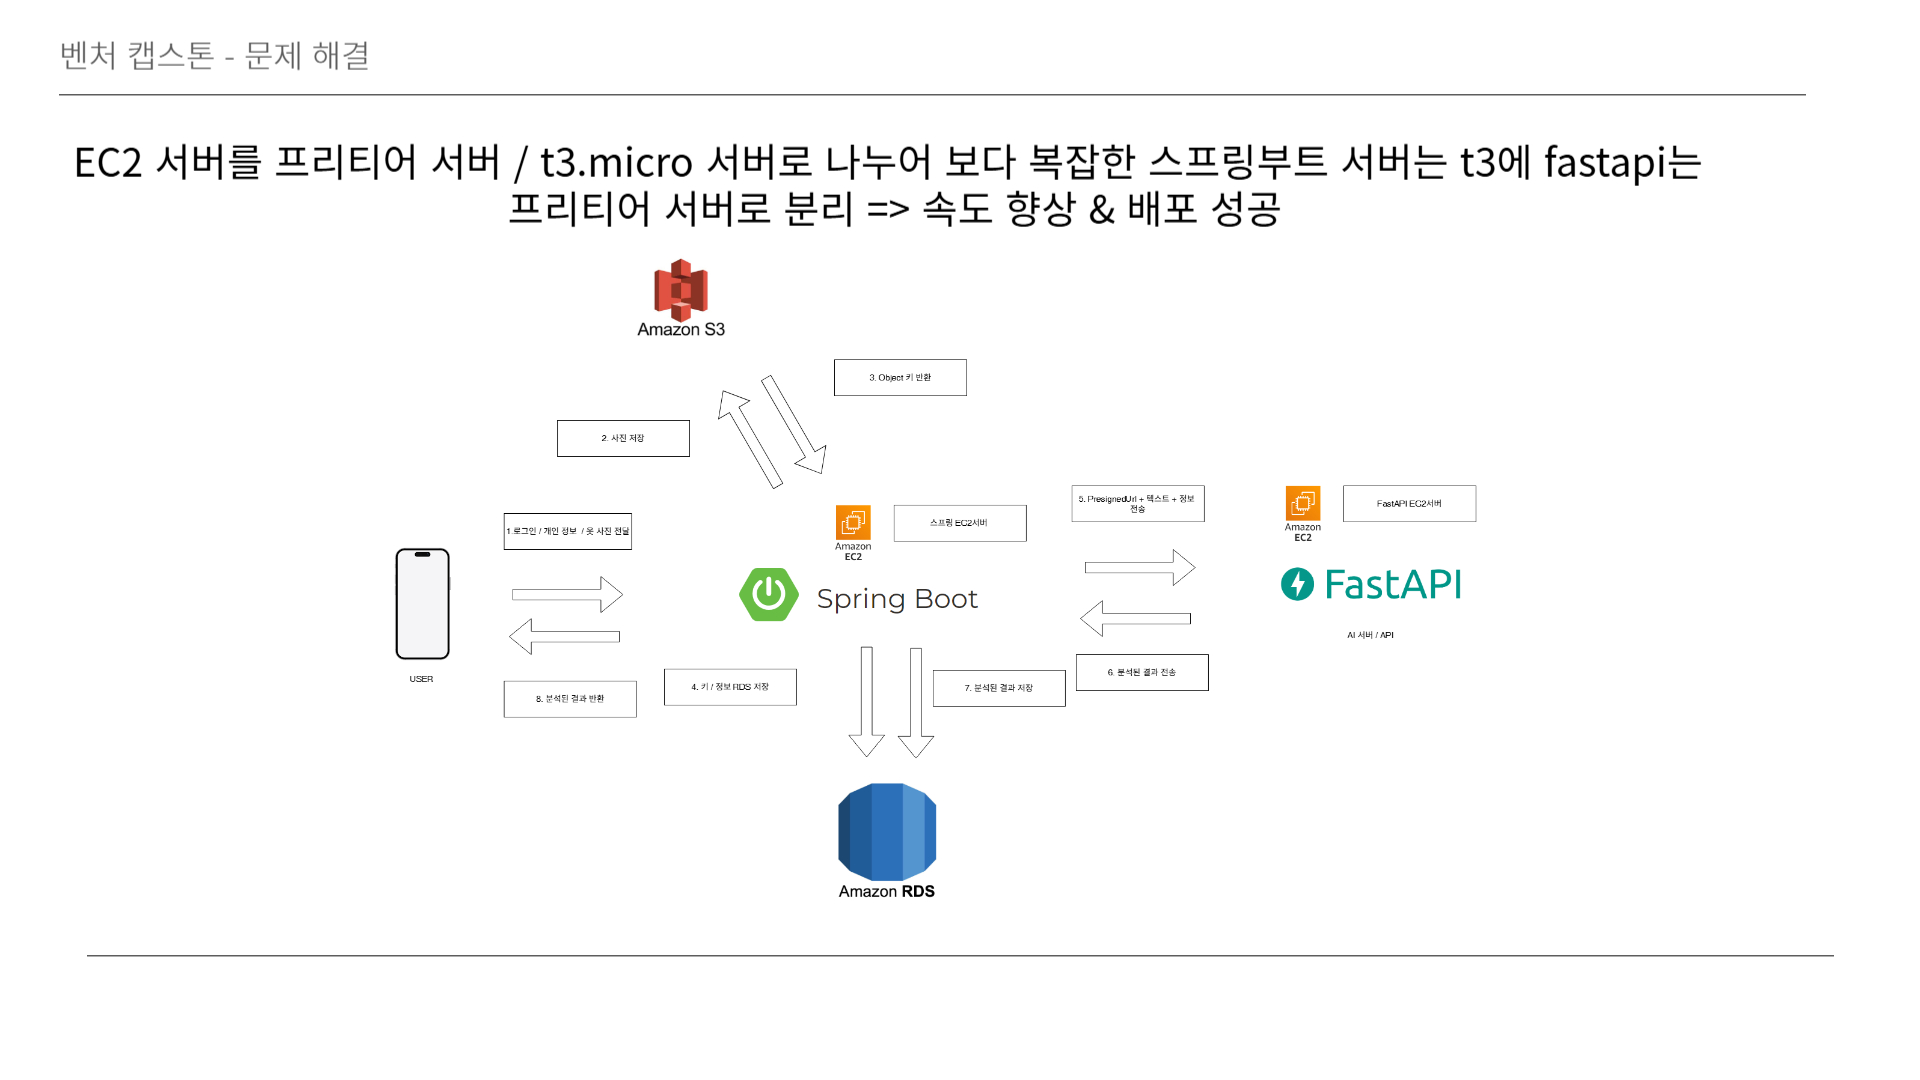 벤처 캡스톤 - 문제 해결
EC2 서버를 프리티어 서버 / t3.micro 서버로 나누어 보다 복잡한 스프링부트 서버는 t3에 fastapi는
프리티어 서버로 분리 => 속도 향상 & 배포 성공
Amazon S3
3. Object 키 반환
2. 사진 저장
1.로그인 / 개인 정보 / 옷 사진 전달
Amazon
EC2
스프링 EC2서버
5. PresignedUrl + 텍스트 + 정보
전송
Amazon
EC2
FastAPI EC2서버
Spring Boot
FastAPI
AI 서버 / API
USER
8. 분석된 결과 반환
4. 키 / 정보 RDS 저장
7. 분석된 결과 저장
6. 분석된 결과 전송
Amazon RDS